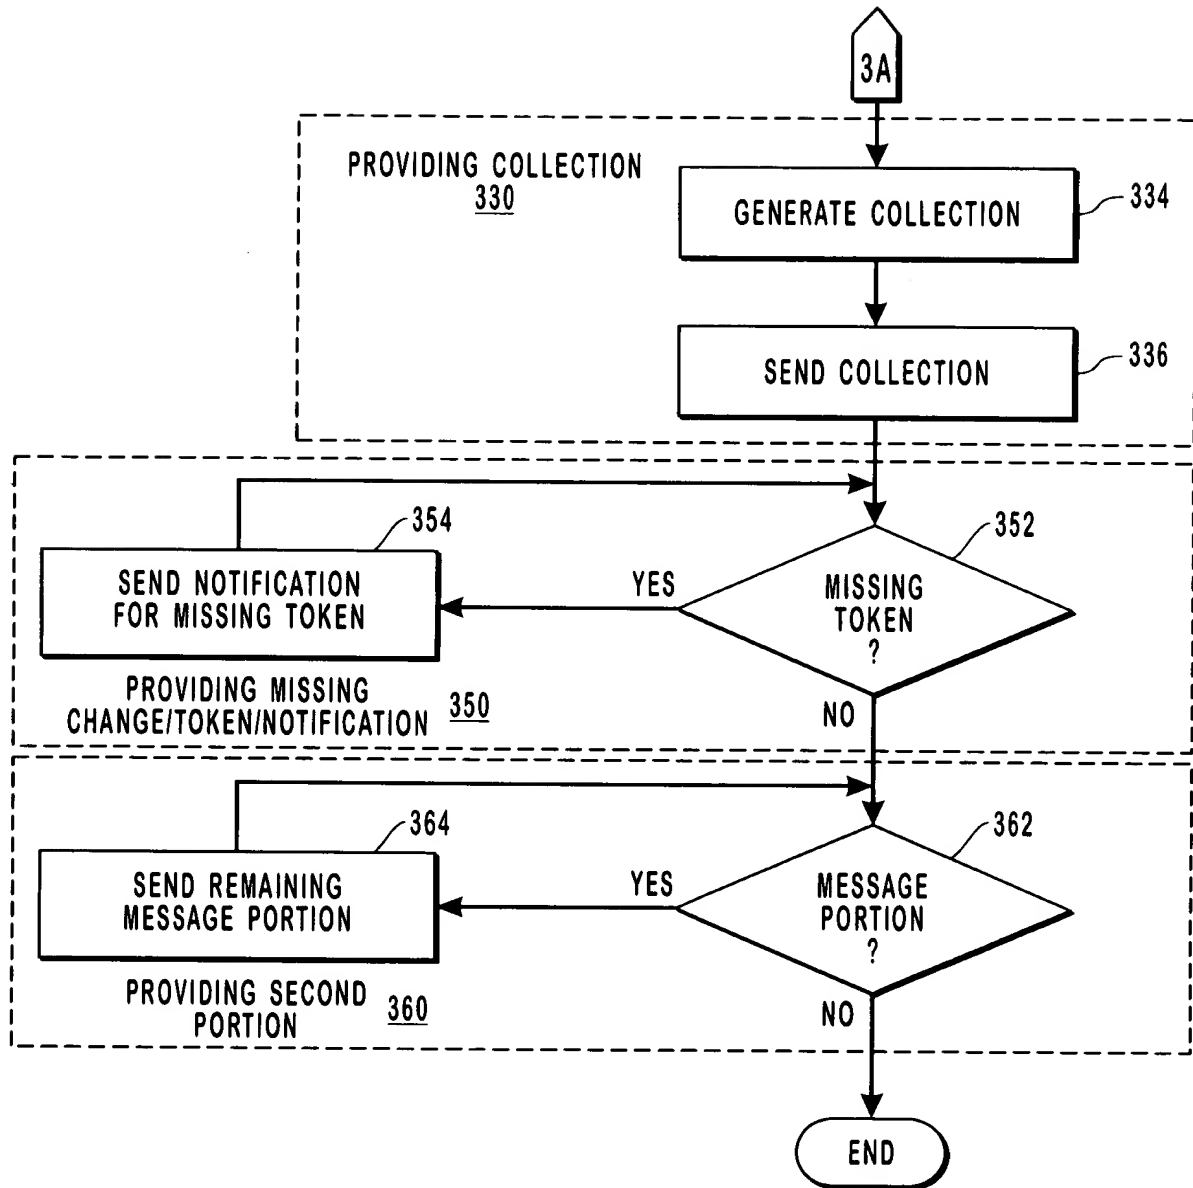 3A
PROVIDING COLLECTION
330
GENERATE COLLECTION
334
SEND COLLECTION
336
354
352
SEND NOTIFICATION
FOR MISSING TOKEN
YES
MISSING
TOKEN
?
PROVIDING MISSING
CHANGE/TOKEN/NOTIFICATION
350
NO
364
362
SEND REMAINING
MESSAGE PORTION
YES
MESSAGE
PORTION
?
PROVIDING SECOND
PORTION
360
NO
END